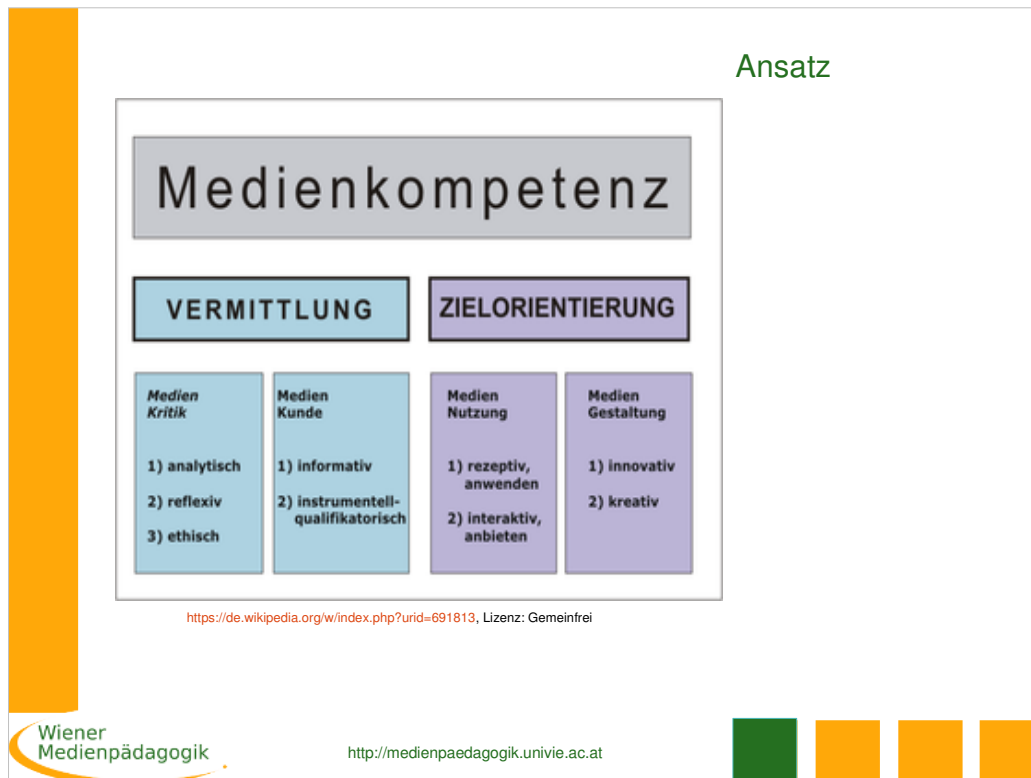 Ansatz
Medienkompetenz
VERMITTLUNG
ZIELORIENTIERUNG
Medien
Kritik
1) analytisch
2) reflexiv
3) ethisch
Medien
Kunde
1) informativ
2) instrumentell-
qualifikatorisch
Medien
Nutzung
1) rezeptiv,
anwenden
2) interaktiv,
anbieten
Medien
Gestaltung
1) innovativ
2) kreativ
https://de.wikipedia.org/w/index.php?urid=691813, Lizenz: Gemeinfrei
Wiener
Medienpädagogik
http://medienpaedagogik.univie.ac.at